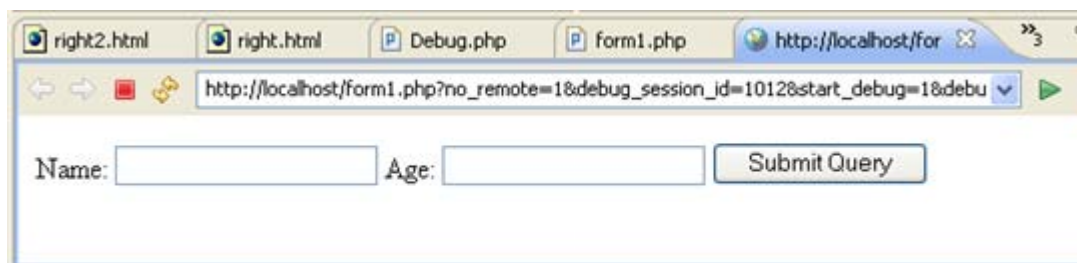 right2.html right.html Debug.php form1.php http://localhost/for »3
http://localhost/form1.php?no_remote=1&debug_session_id=1012&start_debug=1&debu
Name: Age: Submit Query